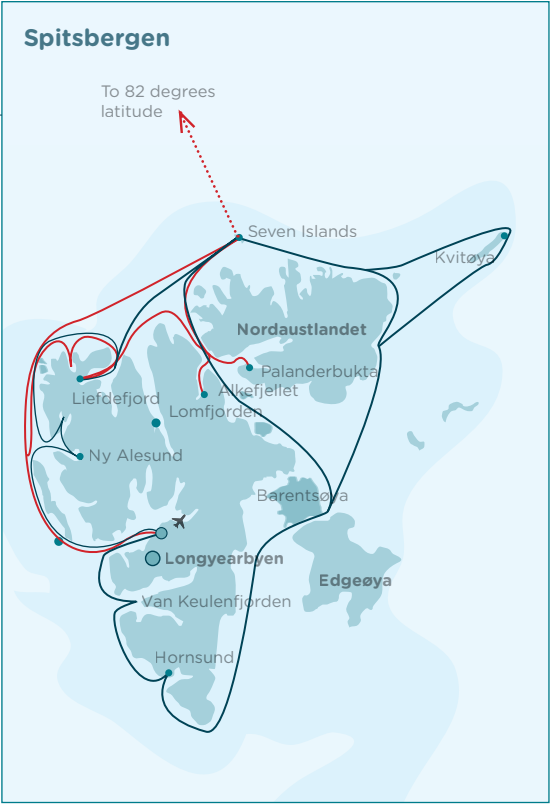 Spitsbergen
To 82 degrees
latitude
Seven Islands
Kvitøya
Nordaustlandet
Palanderbukta
Alkefjellet
Liefdefjord
Lomfjorden
Ny Alesund
Barentsøya
Longyearbyen
Edgeøya
Van Keulenfjorden
Hornsund